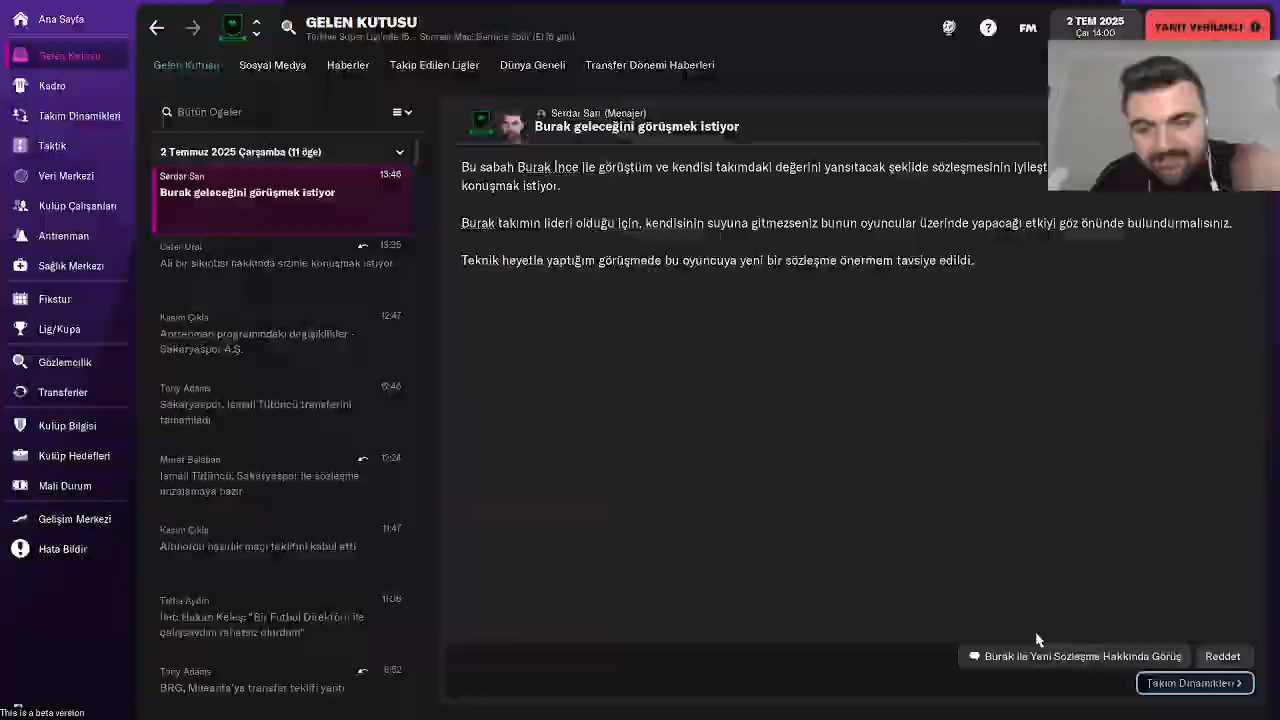 Ana Sayfa
Gelen Kutusu
Kadro
Takım Dinamikleri
Taktik
Veri Merkezi
Kulüp Çalışanları
Antrenman
Sağlık Merkezi
Fikstür
Lig/Kupa
Gözlemcilik
Transferler
Kulüp Bilgisi
Kulüp Hedefleri
Mali Durum
Gelişim Merkezi
Hata Bildir
This is a beta version
GELEN KUTUSU
FM
2 TEM 2025
Çar 14:00
YANIT VERİLMELİ
Gelen Kutusu Sosyal Medya Haberler Takip Edilen Ligler Dünya Geneli Transfer Dönemi Haberleri
Bütün Ögeler
2 Temmuz 2025 Çarşamba (11 öge)
Serdar Sarı 13:46
Burak geleceğini görüşmek istiyor
13:35
Ali bir sıkıntısı hakkında sizinle konuşmak istiyor
Kasım Çıkla 12:47
Antrenman programındaki değişiklikler -
Sakaryaspor A.Ş.
Tony Adams 12:46
Sakaryaspor, İsmail Tütüncü transferini
tamamladı
Murat Balaban 12:24
İsmail Tütüncü, Sakaryaspor ile sözleşme
imzalamaya hazır
Kasım Çıkla 11:47
Altınordu hazırlık maçı teklifini kabul etti
Talha Aydın 11:36
Hakan Keleş: "Bir Futbol Direktörü ile
çalışsaydım rahatsız olurdum"
Tony Adams 8:52
BRG, Mustafa'ya transfer teklifi yaptı
Serdar Sarı (Menajer)
Burak geleceğini görüşmek istiyor
Bu sabah Burak İnce ile görüştüm ve kendisi takımdaki değerini yansıtacak şekilde sözleşmesinin
konuşmak istiyor.
Burak takımın lideri olduğu için, kendisinin suyuna gitmezseniz bunun oyuncular üzerinde yapacağı etkiyi göz önünde bulundurmalısınız.
Teknik heyetle yaptığım görüşmede bu oyuncuya yeni bir sözleşme önermem tavsiye edildi.
Burak ile Yeni Sözleşme Hakkında Görüş Reddet
Takım Dinamikleri